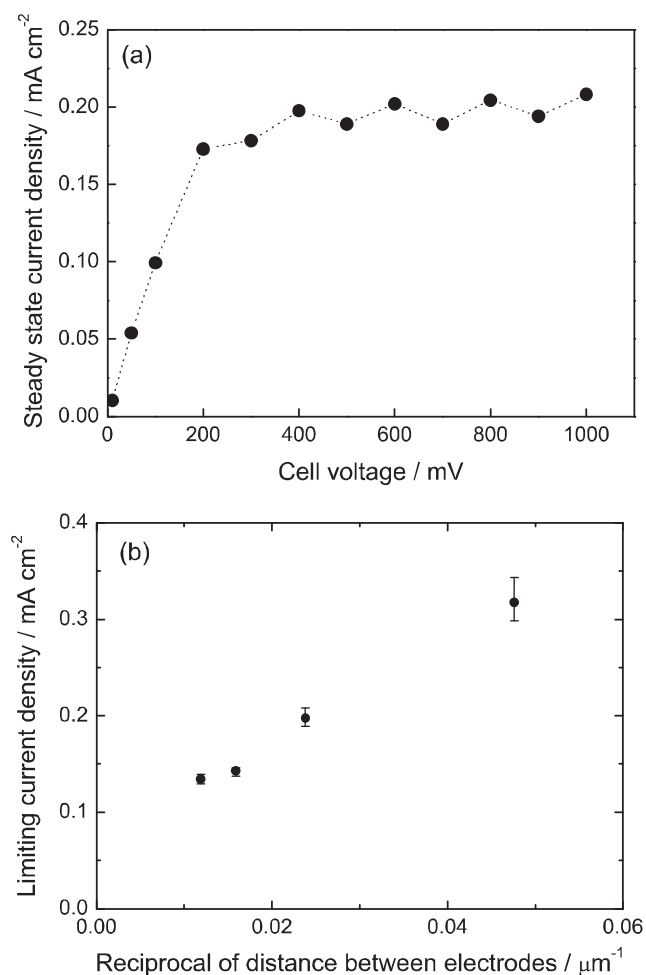 (a)
Steady state current density / mA cm⁻²
0.25
0.20
0.15
0.10
0.05
0.00
0 200 400 600 800 1000
Cell voltage / mV
(b)
Limiting current density / mA cm⁻²
0.4
0.3
0.2
0.1
0.0
0.00 0.02 0.04 0.06
Reciprocal of distance between electrodes / μm⁻¹